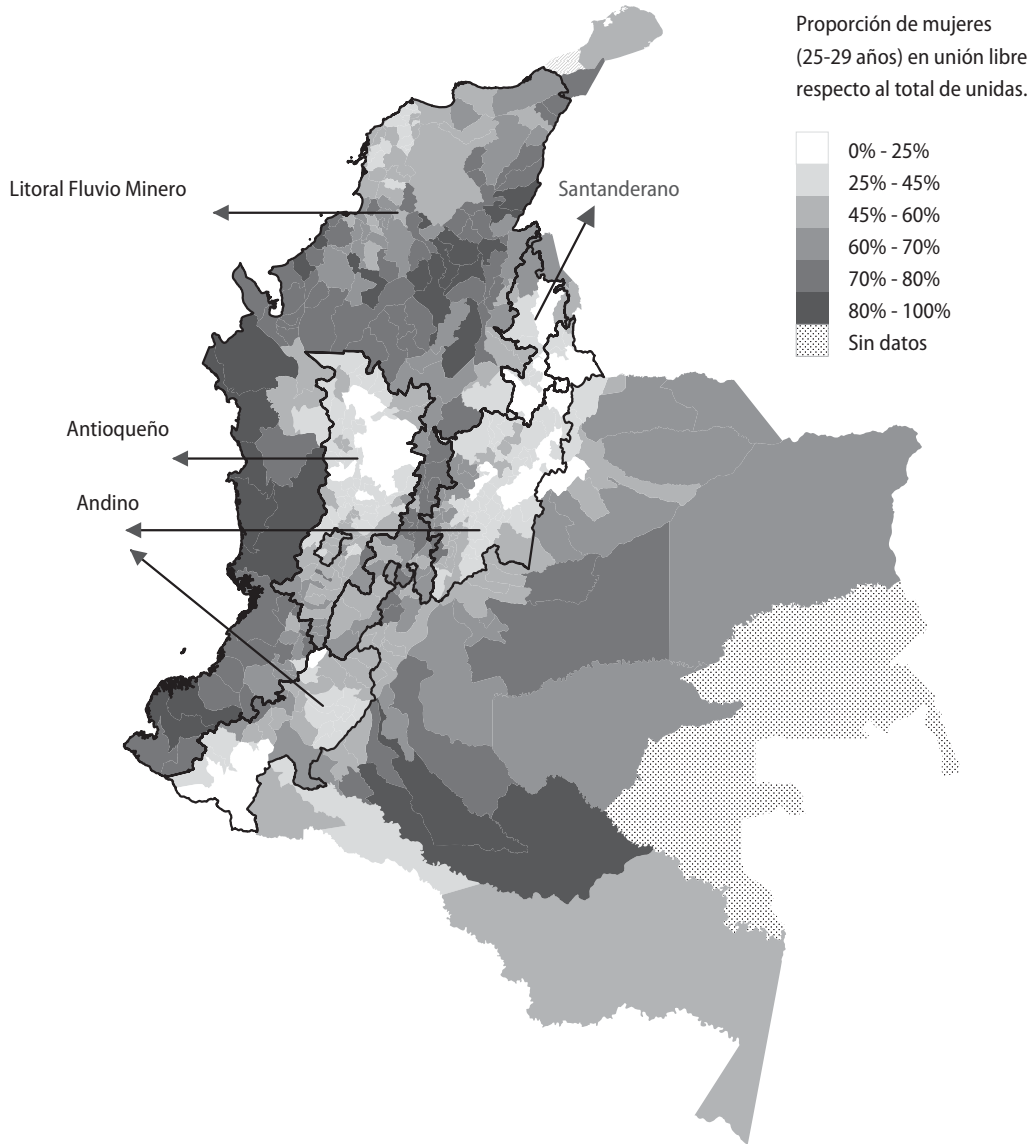 Proporción de mujeres
(25-29 años) en unión libre
respecto al total de unidas.
0% - 25%
25% - 45%
45% - 60%
60% - 70%
70% - 80%
80% - 100%
Sin datos
Litoral Fluvio Minero
Santanderano
Antioqueño
Andino